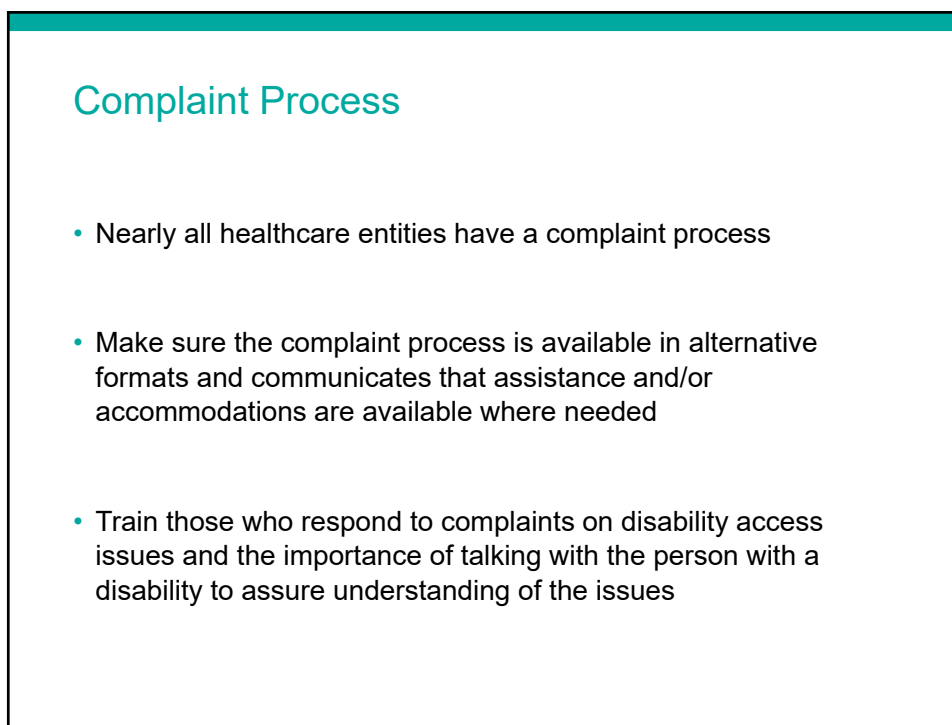 Complaint Process
• Nearly all healthcare entities have a complaint process
• Make sure the complaint process is available in alternative
formats and communicates that assistance and/or
accommodations are available where needed
• Train those who respond to complaints on disability access
issues and the importance of talking with the person with a
disability to assure understanding of the issues